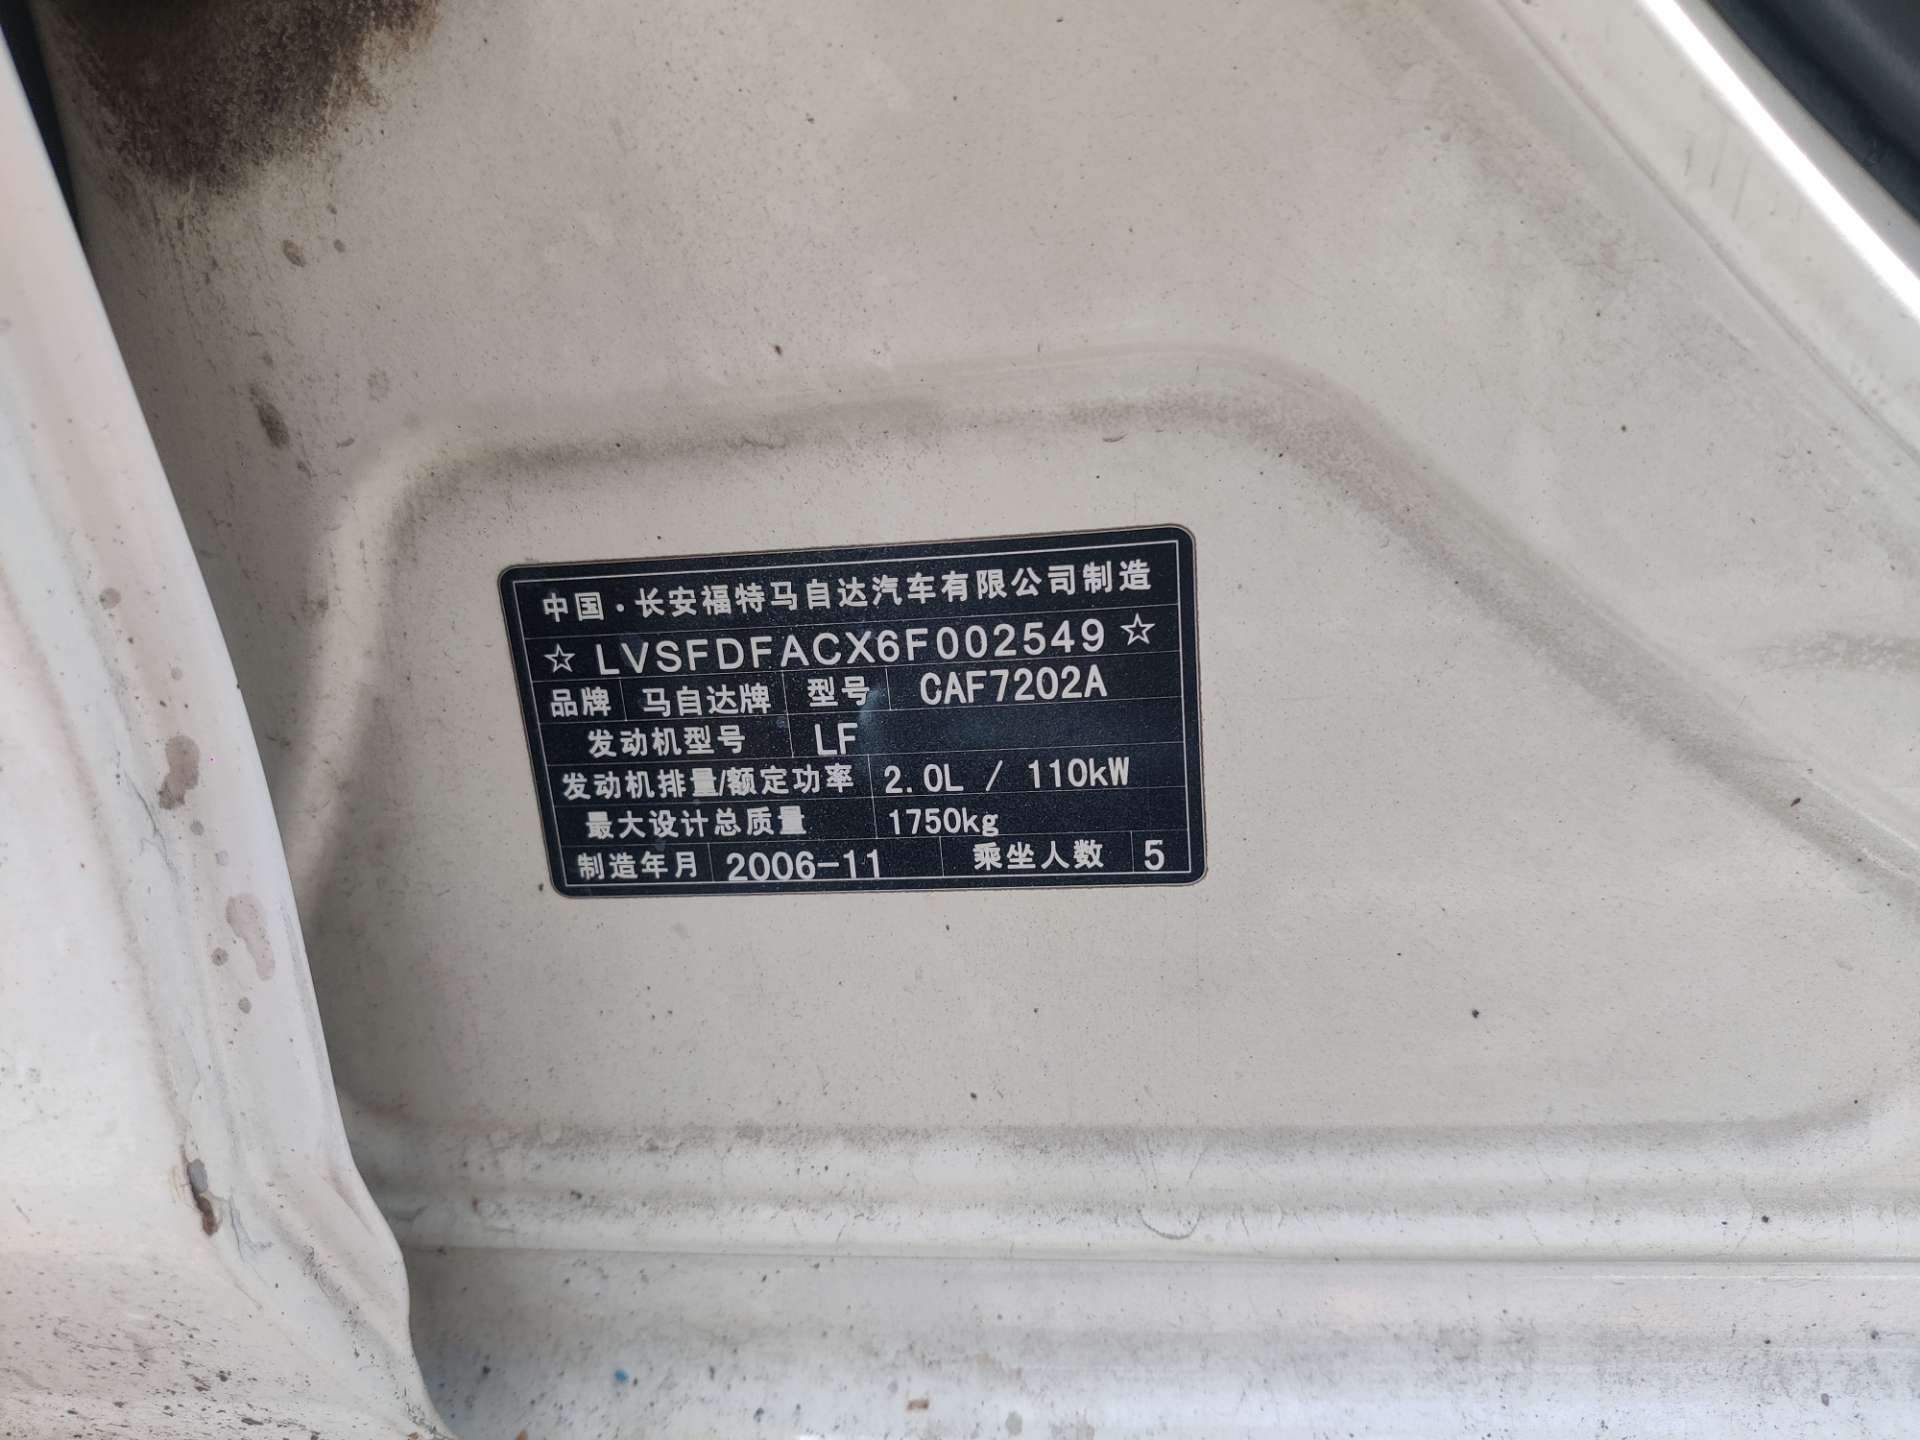 中国·长安福特马自达汽车有限公司制造
☆ LVSFDFACX6F002549 ☆
品牌 马自达牌 型号 CAF7202A
发动机型号 LF
发动机排量/额定功率 2.0L / 110kW
最大设计总质量 1750kg
制造年月 2006-11 乘坐人数 5